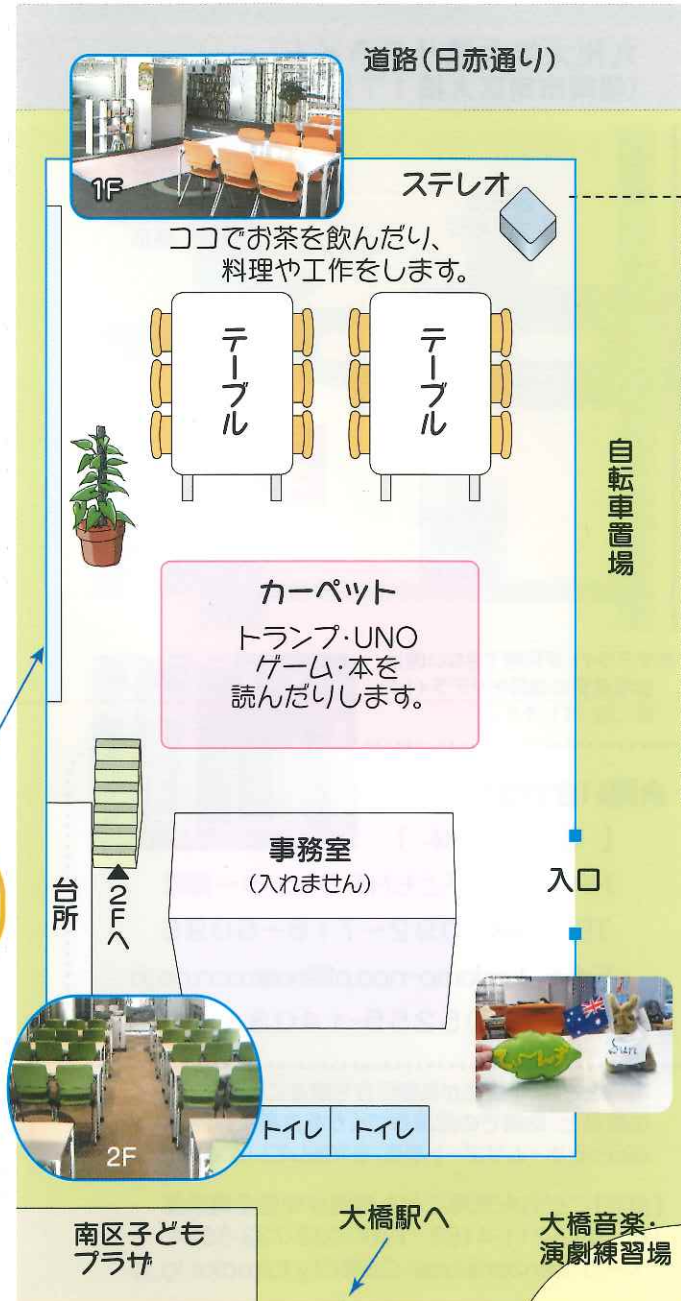 道路(日赤通り)
1F
ステレオ
ココでお茶を飲んだり、
料理や工作をします。
テーブル
テーブル
自転車置場
カーペット
トランプ・UNO
ゲーム・本を
読んだりします。
事務室
(入れません)
入口
台所
▲2Fへ
Sun
2F
トイレ
トイレ
南区子ども
プラザ
大橋駅へ
大橋音楽・
演劇練習場